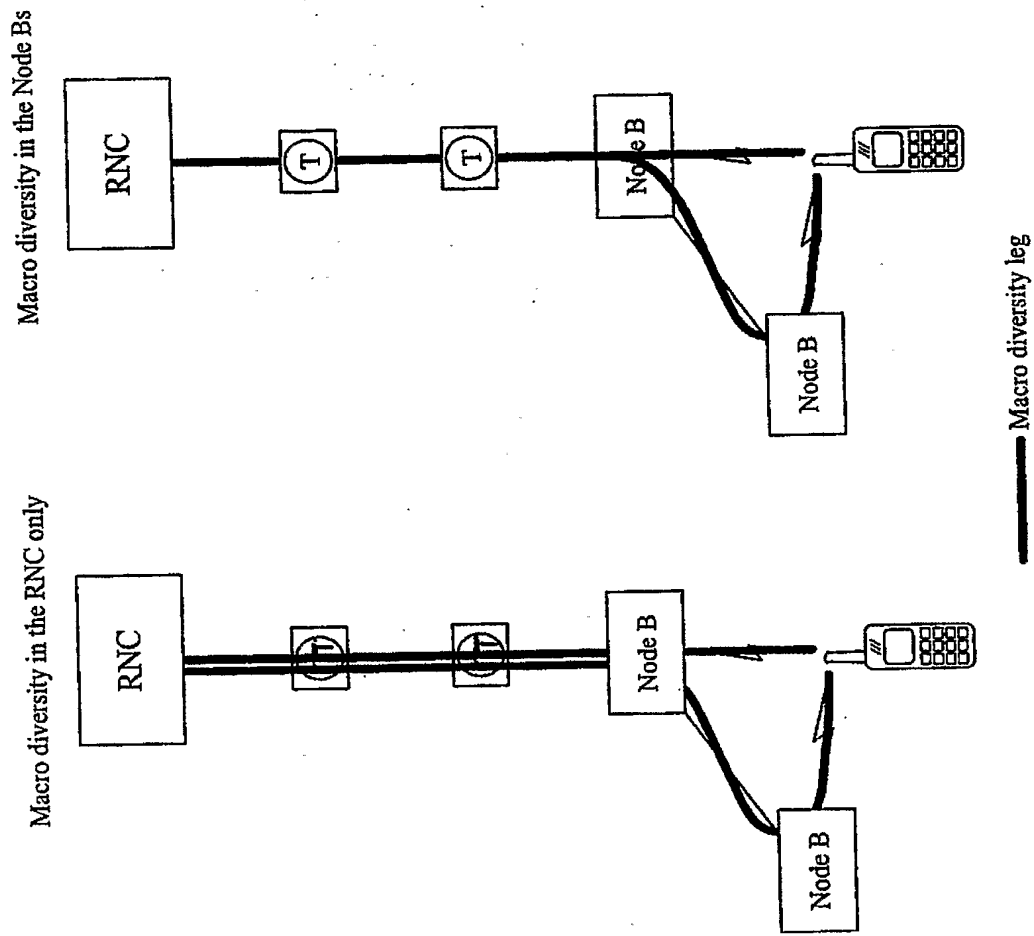 Macro diversity in the RNC only
RNC
T
T
Node B
Node B
Macro diversity in the Node Bs
RNC
T
T
Node B
Node B
Macro diversity leg